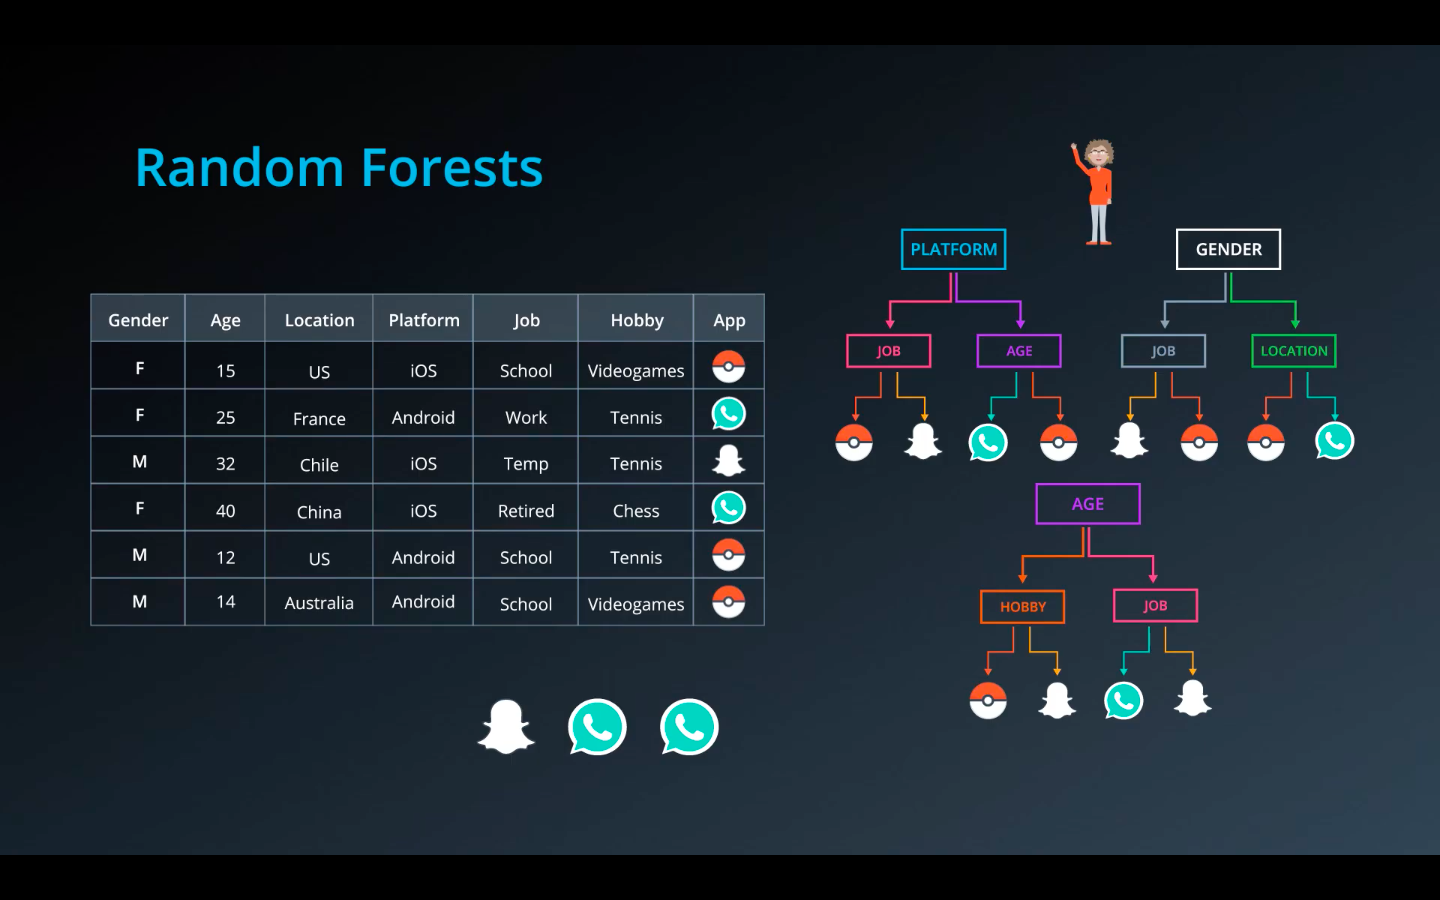 Random Forests
Gender Age Location Platform Job Hobby App
F 15 US iOS School Videogames
F 25 France Android Work Tennis
M 32 Chile iOS Temp Tennis
F 40 China iOS Retired Chess
M 12 US Android School Tennis
M 14 Australia Android School Videogames
PLATFORM
JOB AGE
GENDER
JOB LOCATION
AGE
HOBBY JOB